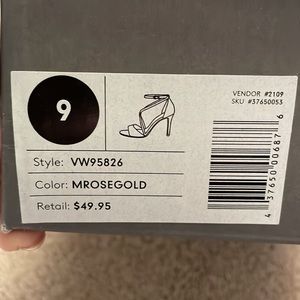 9
VENDOR #2109
SKU #37650053
Style: VW95826
Color: MROSEGOLD
Retail: $49.95
4 37650 00687 6